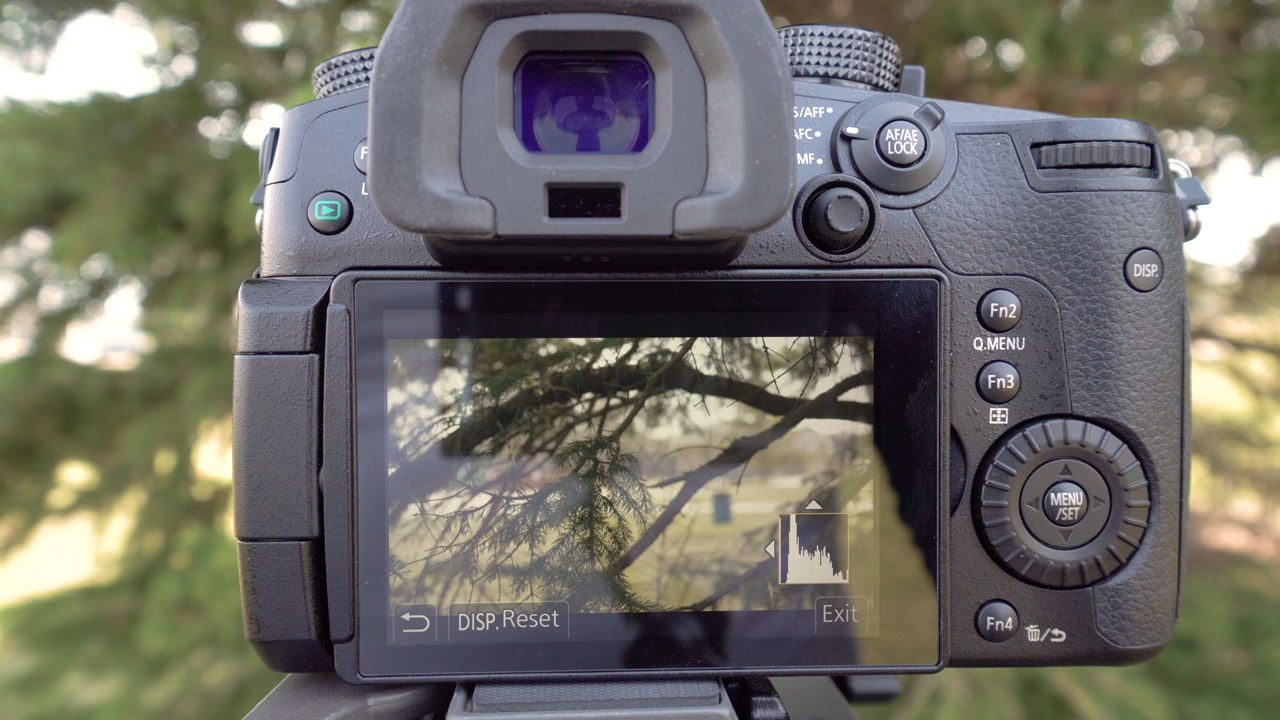 S/AFF
AFC
MF
AF/AE
LOCK
DISP.
Fn2
Q.MENU
Fn3
MENU
/SET
Fn4
DISP. Reset
Exit